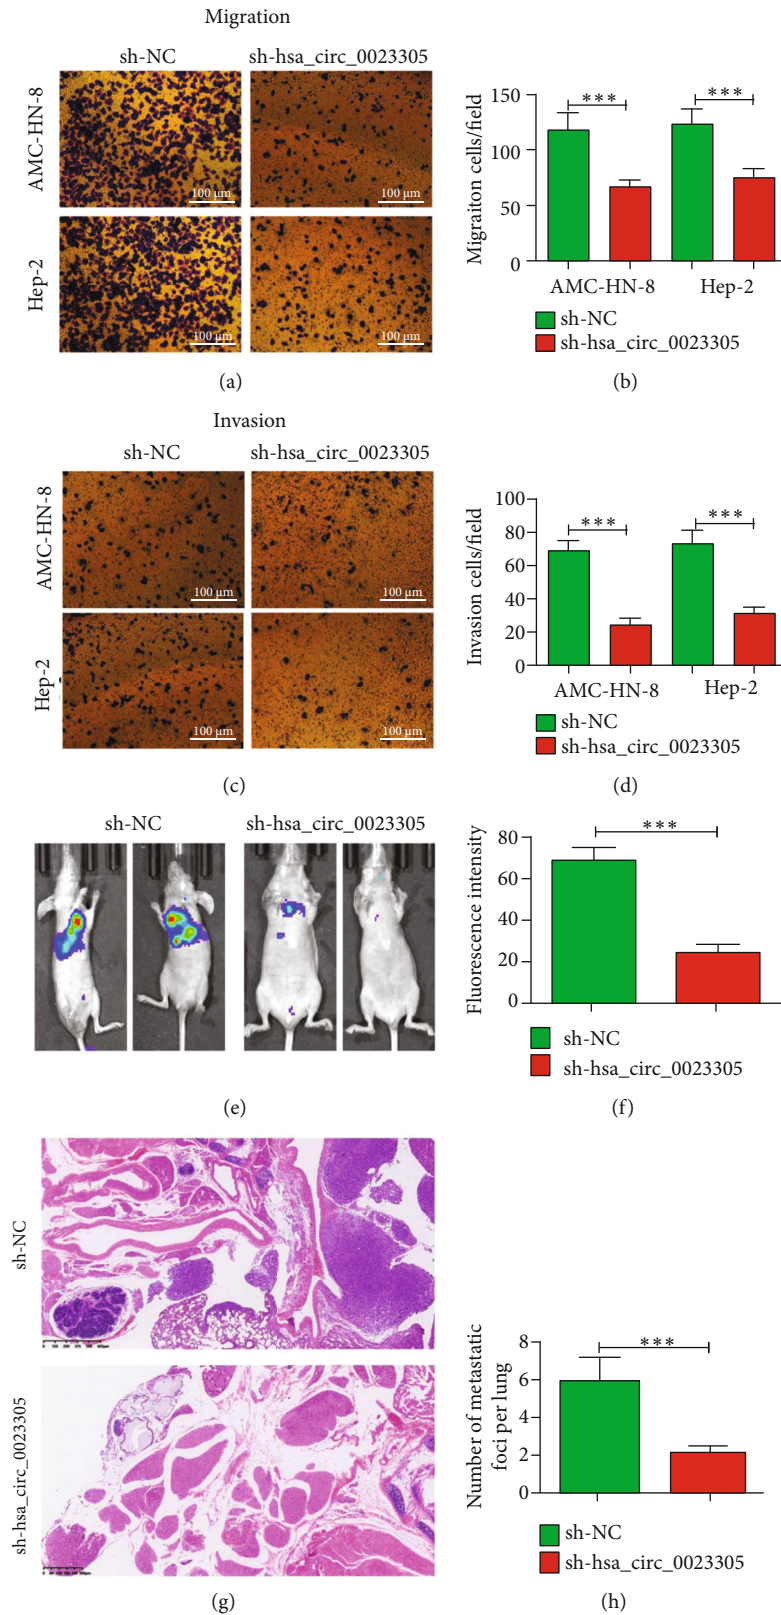 Migration
sh-NC sh-hsa_circ_0023305
AMC-HN-8
100 µm
100 µm
Hep-2
100 µm
100 µm
(a)
Migraiton cells/field
150
100
50
0
***
***
AMC-HN-8 Hep-2
sh-NC
sh-hsa_circ_0023305
(b)
Invasion
sh-NC sh-hsa_circ_0023305
AMC-HN-8
100 µm
100 µm
Hep-2
100 µm
100 µm
(c)
Invasion cells/field
100
80
60
40
20
0
***
***
AMC-HN-8 Hep-2
sh-NC
sh-hsa_circ_0023305
(d)
sh-NC sh-hsa_circ_0023305
(e)
Fluorescence intensity
80
60
40
20
0
***
sh-NC
sh-hsa_circ_0023305
(f)
sh-NC
sh-hsa_circ_0023305
(g)
Number of metastatic
foci per lung
8
6
4
2
0
***
sh-NC
sh-hsa_circ_0023305
(h)